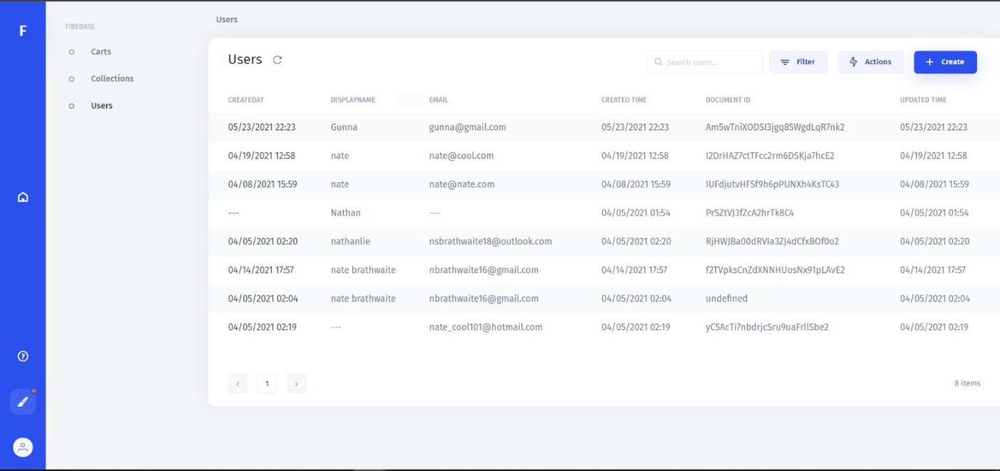 Users
F
FIREBASE
Carts
Collections
Users
Users
Search users...
Filter
Actions
+ Create
CREATEDAT DISPLAYNAME EMAIL CREATED TIME DOCUMENT ID UPDATED TIME
05/23/2021 22:23 Gunna gunna@gmail.com 05/23/2021 22:23 Am5wTniXODSI3jgq85WgdLqR7nk2 05/23/2021 22:23
04/19/2021 12:58 nate nate@cool.com 04/19/2021 12:58 I2DrHAZ7ctTFcc2rm6DSKja7hcE2 04/19/2021 12:58
04/08/2021 15:59 nate nate@nate.com 04/08/2021 15:59 IUFdjutvHFSf9h6pPUNXh4KsTC43 04/08/2021 15:59
--- Nathan --- 04/05/2021 01:54 PrSZtVJ3fZcA2hrTk8C4 04/05/2021 01:54
04/05/2021 02:20 nathanlie nsbrathwaite18@outlook.com 04/05/2021 02:20 RjHWJBa00dRVIa3ZJ4dCfxBOf0o2 04/05/2021 02:20
04/14/2021 17:57 nate brathwaite nbrathwaite16@gmail.com 04/14/2021 17:57 f2TVpksCnZdXNNHUosNx91pLAvE2 04/14/2021 17:57
04/05/2021 02:04 nate brathwaite nbrathwaite16@gmail.com 04/05/2021 02:04 undefined 04/05/2021 02:04
04/05/2021 02:19 --- nate_cool101@hotmail.com 04/05/2021 02:19 yC5AcTi7nbdrjcSru9uaFrllSbe2 04/05/2021 02:19
< 1 >
8 items